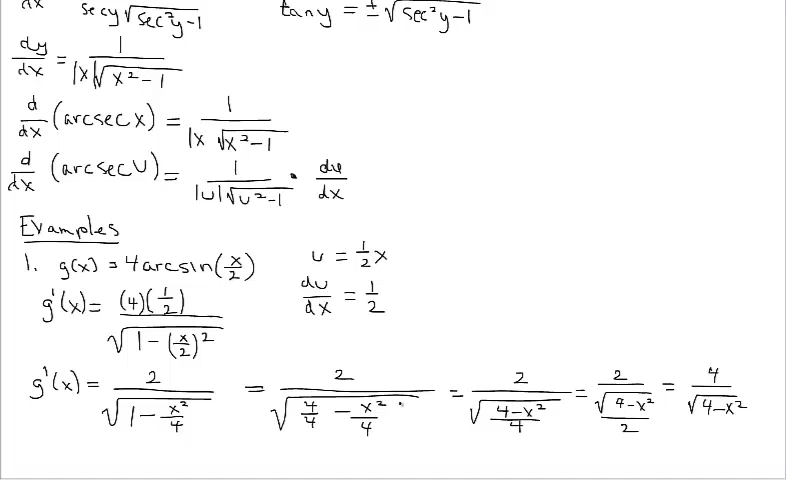 dx sec y √(sec²y-1) tan y = ± √(sec²y-1)
dy/dx = 1/(|x|√(x²-1))
d/dx (arcsec x) = 1/(|x √(x²-1))
d/dx (arcsec U) = 1/(|u|√(u²-1)) · du/dx
Examples
1. g(x) = 4 arcsin(x/2) u = 1/2 x
g'(x) = (4)(1/2)/√(1-(x/2)²) du/dx = 1/2
g'(x) = 2/√(1-x²/4) = 2/√(4/4 - x²/4) = 2/√((4-x²)/4) = 2/(√(4-x²)/2) = 4/√(4-x²)